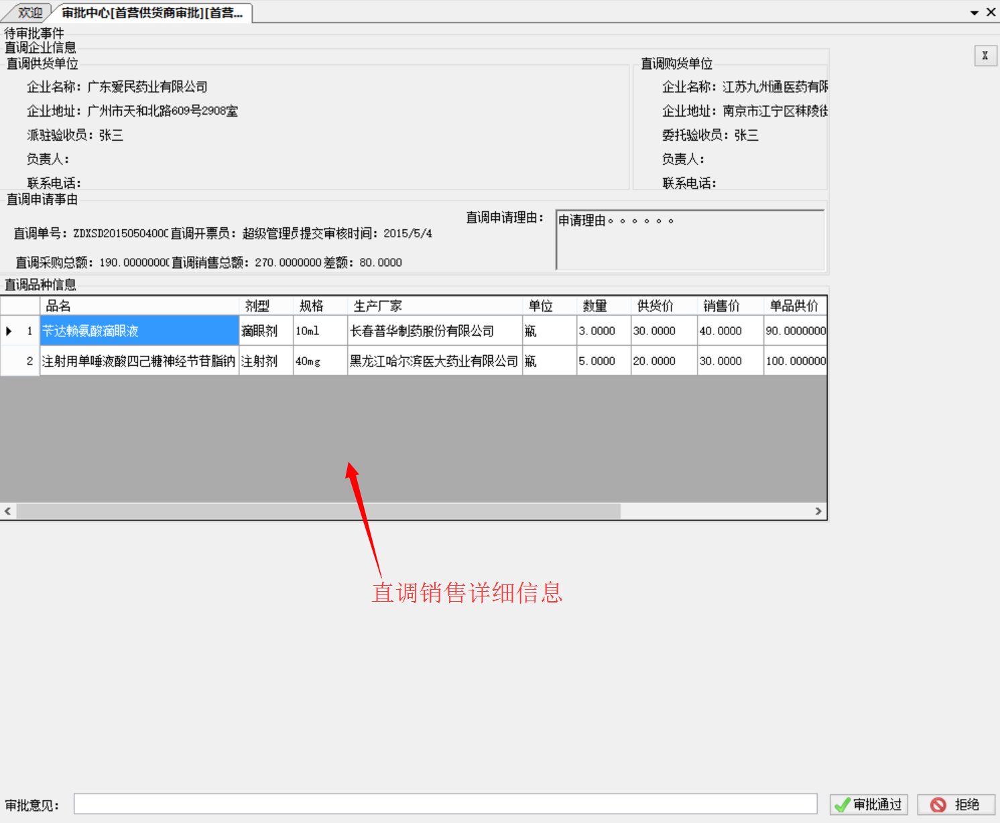 欢迎
审批中心[首营供货商审批][首营...
待审批事件
直调企业信息
X
直调供货单位
企业名称：广东爱民药业有限公司
企业地址：广州市天和北路609号2908室
派驻验收员：张三
负责人：
联系电话：
直调购货单位
企业名称：江苏九州通医药有限
企业地址：南京市江宁区秣陵街
委托验收员：张三
负责人：
联系电话：
直调申请事由
直调单号：ZDXSD20150504000 直调开票员：超级管理员 提交审核时间：2015/5/4
直调采购总额：190.0000000 直调销售总额：270.0000000 差额：80.0000
直调申请理由：
申请理由。。。。。。
直调品种信息
品名 剂型 规格 生产厂家 单位 数量 供货价 销售价 单品供价
1 苄达赖氨酸滴眼液 滴眼剂 10ml 长春普华制药股份有限公司 瓶 3.0000 30.0000 40.0000 90.0000000
2 注射用单唾液酸四己糖神经节苷脂钠 注射剂 40mg 黑龙江哈尔滨医大药业有限公司 瓶 5.0000 20.0000 30.0000 100.000000
直调销售详细信息
审批意见：
审批通过
拒绝